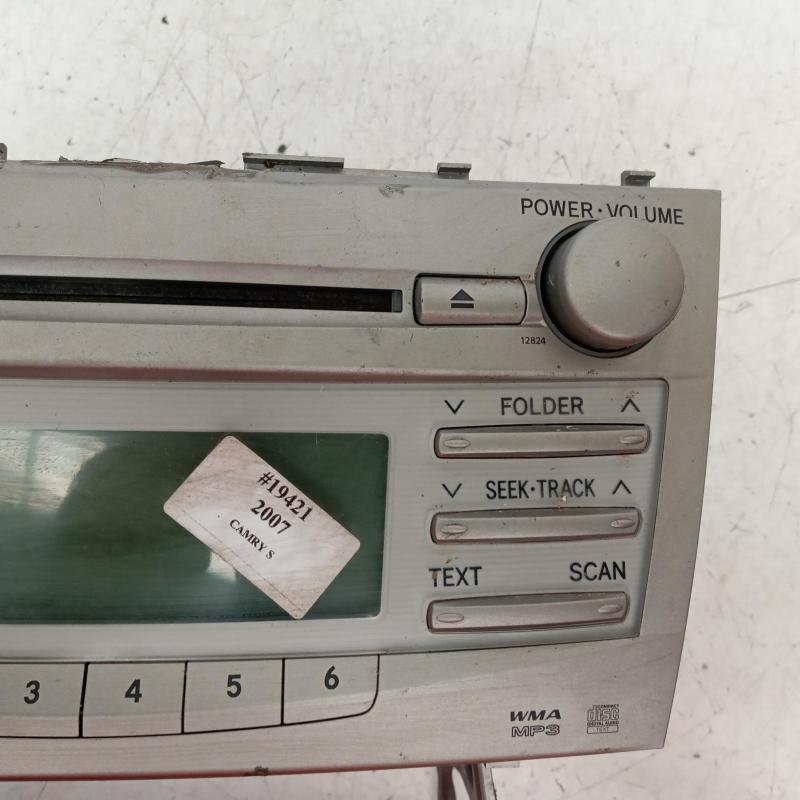 POWER·VOLUME
12824
FOLDER
SEEK·TRACK
TEXT SCAN
#19421
2007
CAMRY S
3 4 5 6
WMA
MP3
COMPACT
disc
DIGITAL AUDIO
TEXT